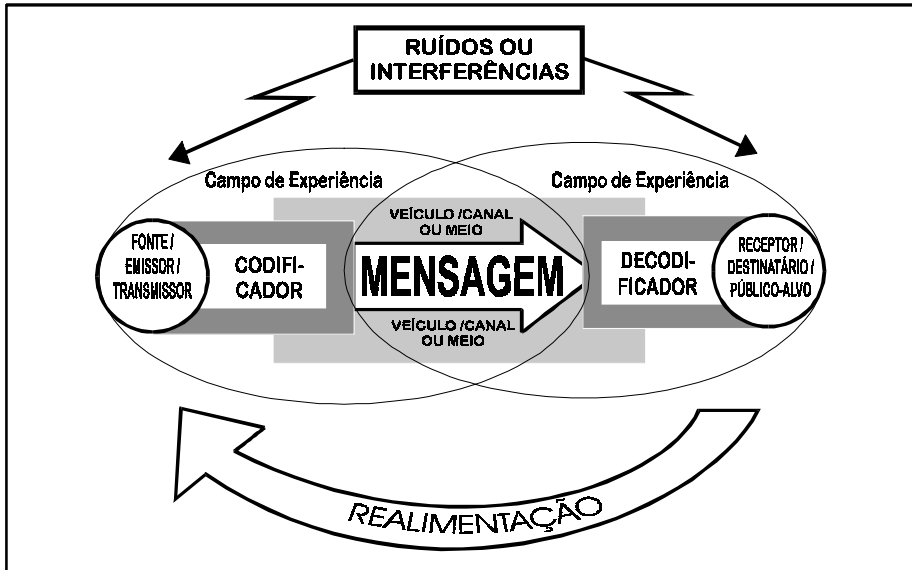 RUÍDOS OU
INTERFERÊNCIAS
Campo de Experiência
Campo de Experiência
VEÍCULO /CANAL
OU MEIO
FONTE /
EMISSOR /
TRANSMISSOR
CODIFI-
CADOR
MENSAGEM
DECODI-
FICADOR
RECEPTOR /
DESTINATÁRIO /
PÚBLICO-ALVO
VEÍCULO /CANAL
OU MEIO
REALIMENTAÇÃO